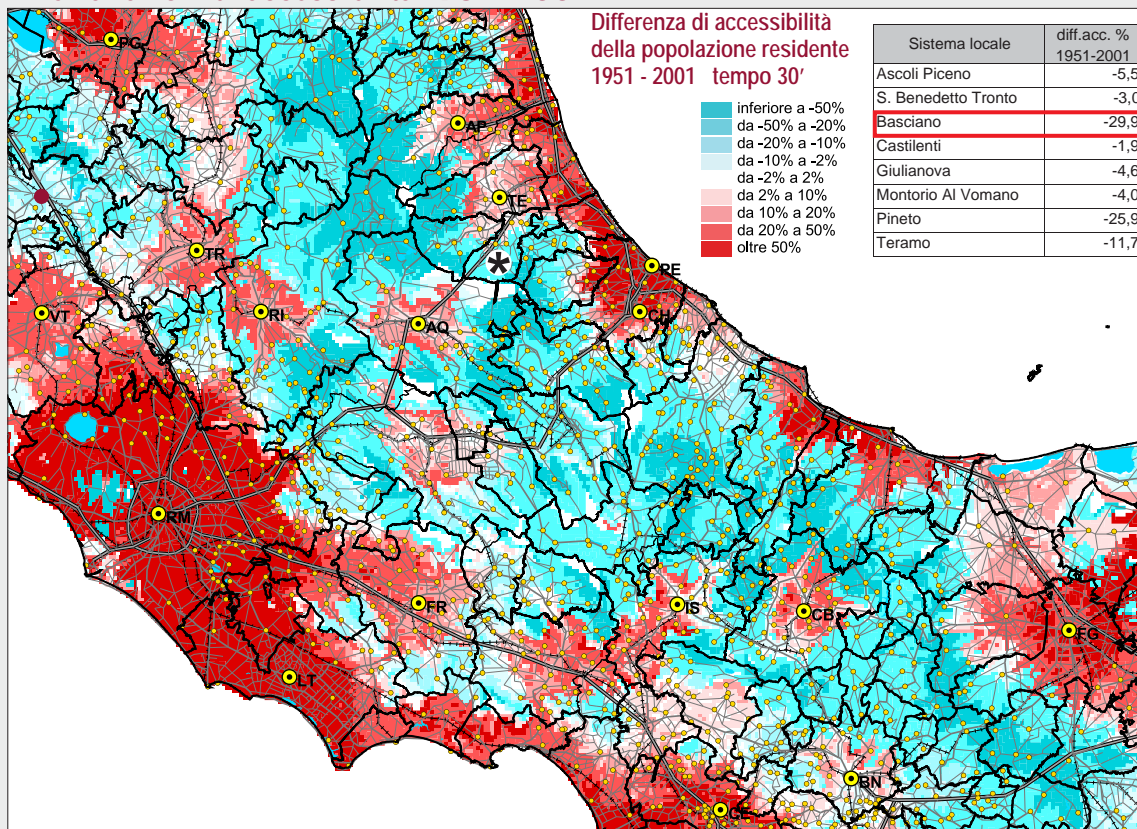 Differenza di accessibilità
della popolazione residente
1951 - 2001 tempo 30'
inferiore a -50%
da -50% a -20%
da -20% a -10%
da -10% a -2%
da -2% a 2%
da 2% a 10%
da 10% a 20%
da 20% a 50%
oltre 50%
Sistema locale diff.acc. % 1951-2001
Ascoli Piceno -5,5
S. Benedetto Tronto -3,0
Basciano -29,9
Castilenti -1,9
Giulianova -4,6
Montorio Al Vomano -4,0
Pineto -25,9
Teramo -11,7
PG
AP
TE
TR
PE
VT
RI
AQ
CH
RM
FR
IS
CB
FG
LT
BN
CE
*